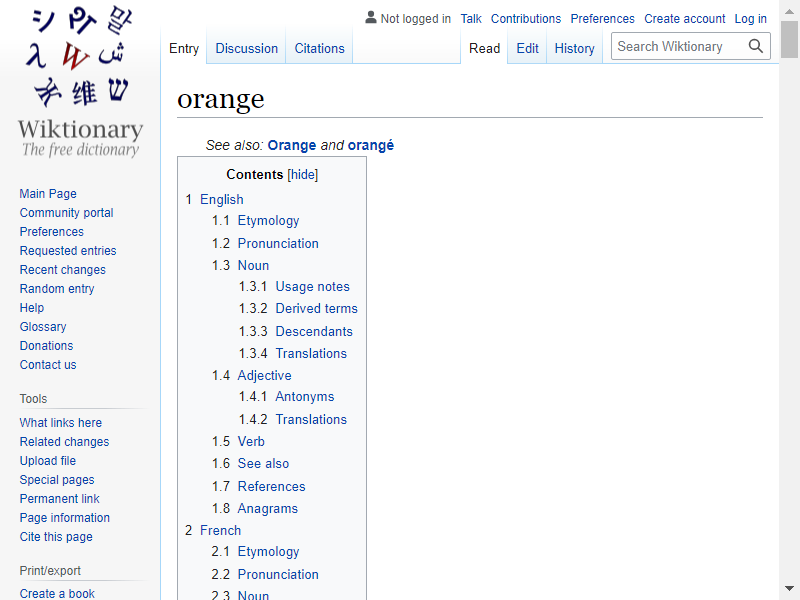 シ 말
λ W ش
維 ש
Wiktionary
The free dictionary
Not logged in Talk Contributions Preferences Create account Log in
Entry Discussion Citations Read Edit History Search Wiktionary
orange
See also: Orange and orangé
Contents [hide]
1 English
1.1 Etymology
1.2 Pronunciation
1.3 Noun
1.3.1 Usage notes
1.3.2 Derived terms
1.3.3 Descendants
1.3.4 Translations
1.4 Adjective
1.4.1 Antonyms
1.4.2 Translations
1.5 Verb
1.6 See also
1.7 References
1.8 Anagrams
2 French
2.1 Etymology
2.2 Pronunciation
2.3 Noun
Main Page
Community portal
Preferences
Requested entries
Recent changes
Random entry
Help
Glossary
Donations
Contact us
Tools
What links here
Related changes
Upload file
Special pages
Permanent link
Page information
Cite this page
Print/export
Create a book